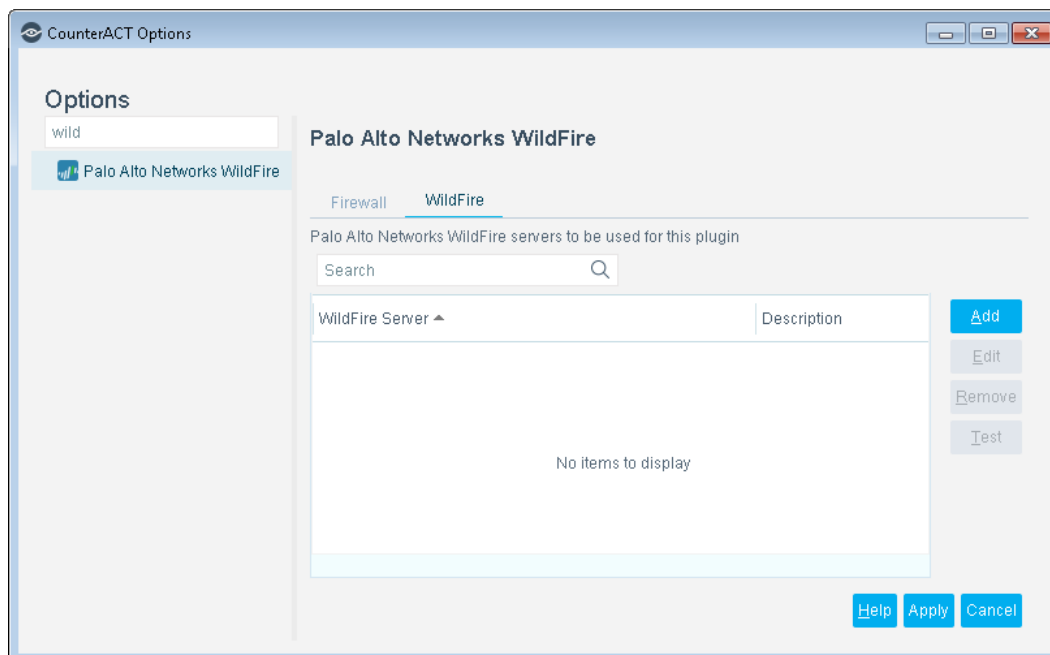 CounterACT Options
Options
wild
Palo Alto Networks WildFire
Palo Alto Networks WildFire
Firewall WildFire
Palo Alto Networks WildFire servers to be used for this plugin
Search
WildFire Server Description
Add
Edit
Remove
Test
No items to display
Help Apply Cancel